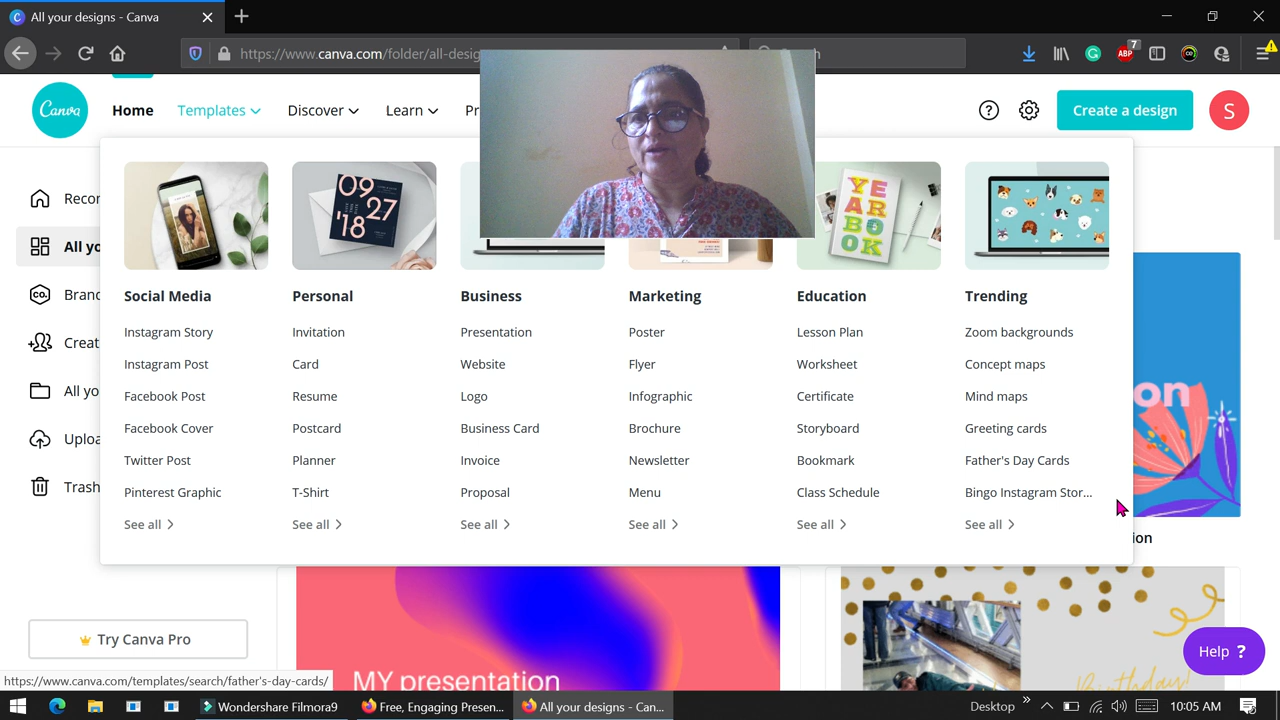 All your designs - Canva
https://www.canva.com/folder/all-desig
7
Canva
Home
Templates
Discover
Learn
Create a design
S
09
27
'18
YEAR
BOOK
Social Media
Instagram Story
Instagram Post
Facebook Post
Facebook Cover
Twitter Post
Pinterest Graphic
See all
Personal
Invitation
Card
Resume
Postcard
Planner
T-Shirt
See all
Business
Presentation
Website
Logo
Business Card
Invoice
Proposal
See all
Marketing
Poster
Flyer
Infographic
Brochure
Newsletter
Menu
See all
Education
Lesson Plan
Worksheet
Certificate
Storyboard
Bookmark
Class Schedule
See all
Trending
Zoom backgrounds
Concept maps
Mind maps
Greeting cards
Father's Day Cards
Bingo Instagram Stor...
See all
All yo
CO.
Brand
Creat
All yo
Uploa
Trash
on
ion
Try Canva Pro
MY presentation
Birthday!
Help ?
https://www.canva.com/templates/search/father's-day-cards/
Wondershare Filmora9
Free, Engaging Presen...
All your designs - Can...
Desktop
10:05 AM